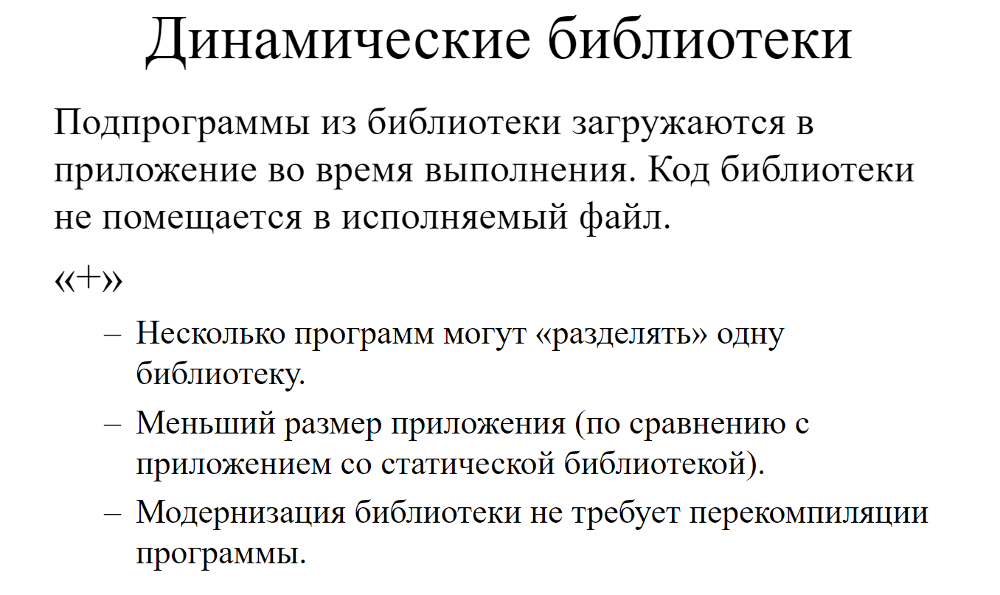 Динамические библиотеки
Подпрограммы из библиотеки загружаются в
приложение во время выполнения. Код библиотеки
не помещается в исполняемый файл.
«+»
– Несколько программ могут «разделять» одну
библиотеку.
– Меньший размер приложения (по сравнению с
приложением со статической библиотекой).
– Модернизация библиотеки не требует перекомпиляции
программы.